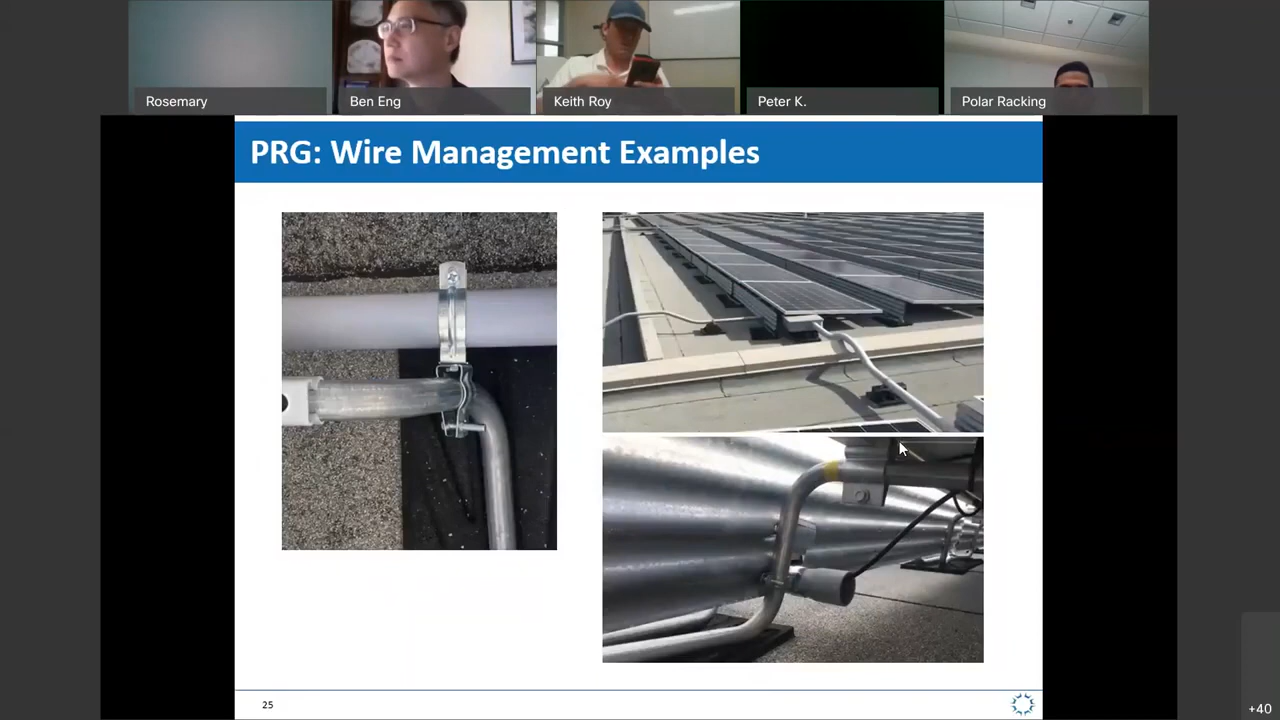 Rosemary
Ben Eng
Keith Roy
Peter K.
Polar Racking
PRG: Wire Management Examples
25
+40